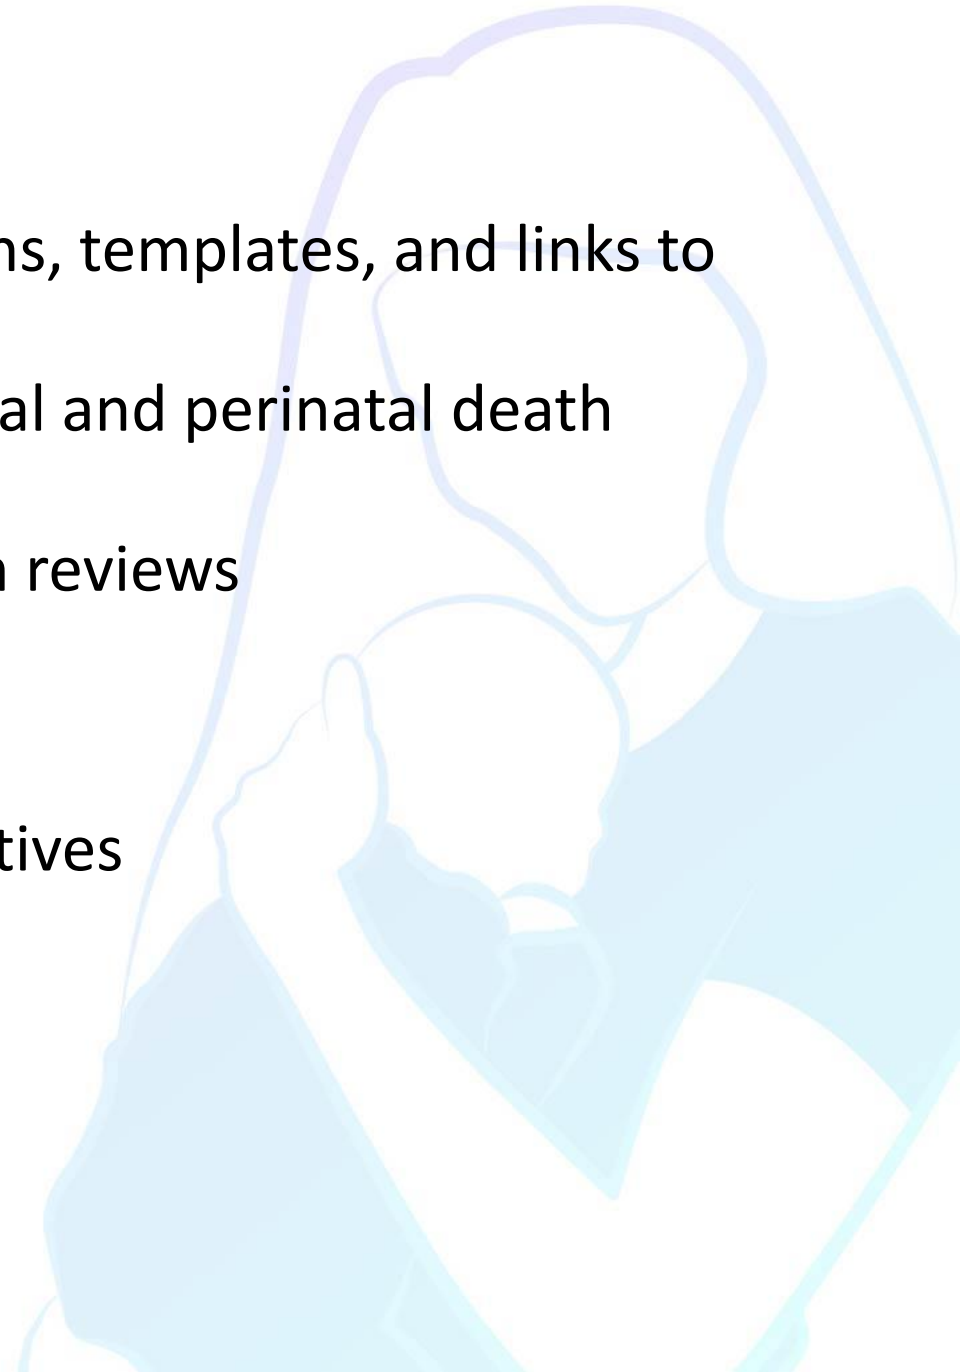 ns, templates, and links to
al and perinatal death
n reviews
tives